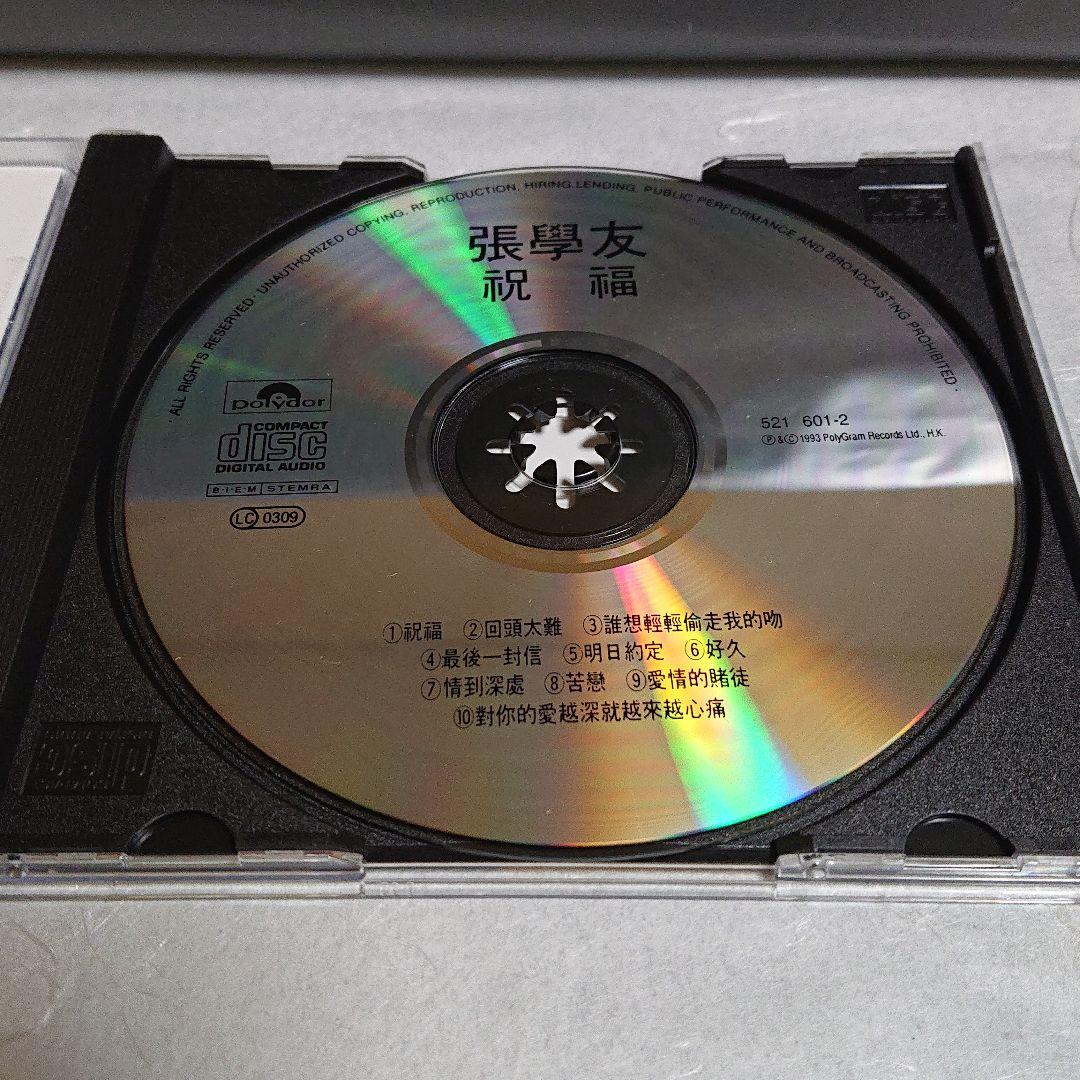 · ALL RIGHTS RESERVED · UNAUTHORIZED COPYING, REPRODUCTION, HIRING, LENDING, PUBLIC PERFORMANCE AND BROADCASTING PROHIBITED ·
張學友
祝 福
polydor
COMPACT
disc
DIGITAL AUDIO
B·I·E·M STEMRA
LC 0309
521 601-2
Ⓟ&Ⓒ1993 PolyGram Records Ltd., H.K.
①祝福 ②回頭太難 ③誰想輕輕偷走我的吻
④最後一封信 ⑤明日約定 ⑥好久
⑦情到深處 ⑧苦戀 ⑨愛情的賭徒
⑩對你的愛越深就越來越心痛